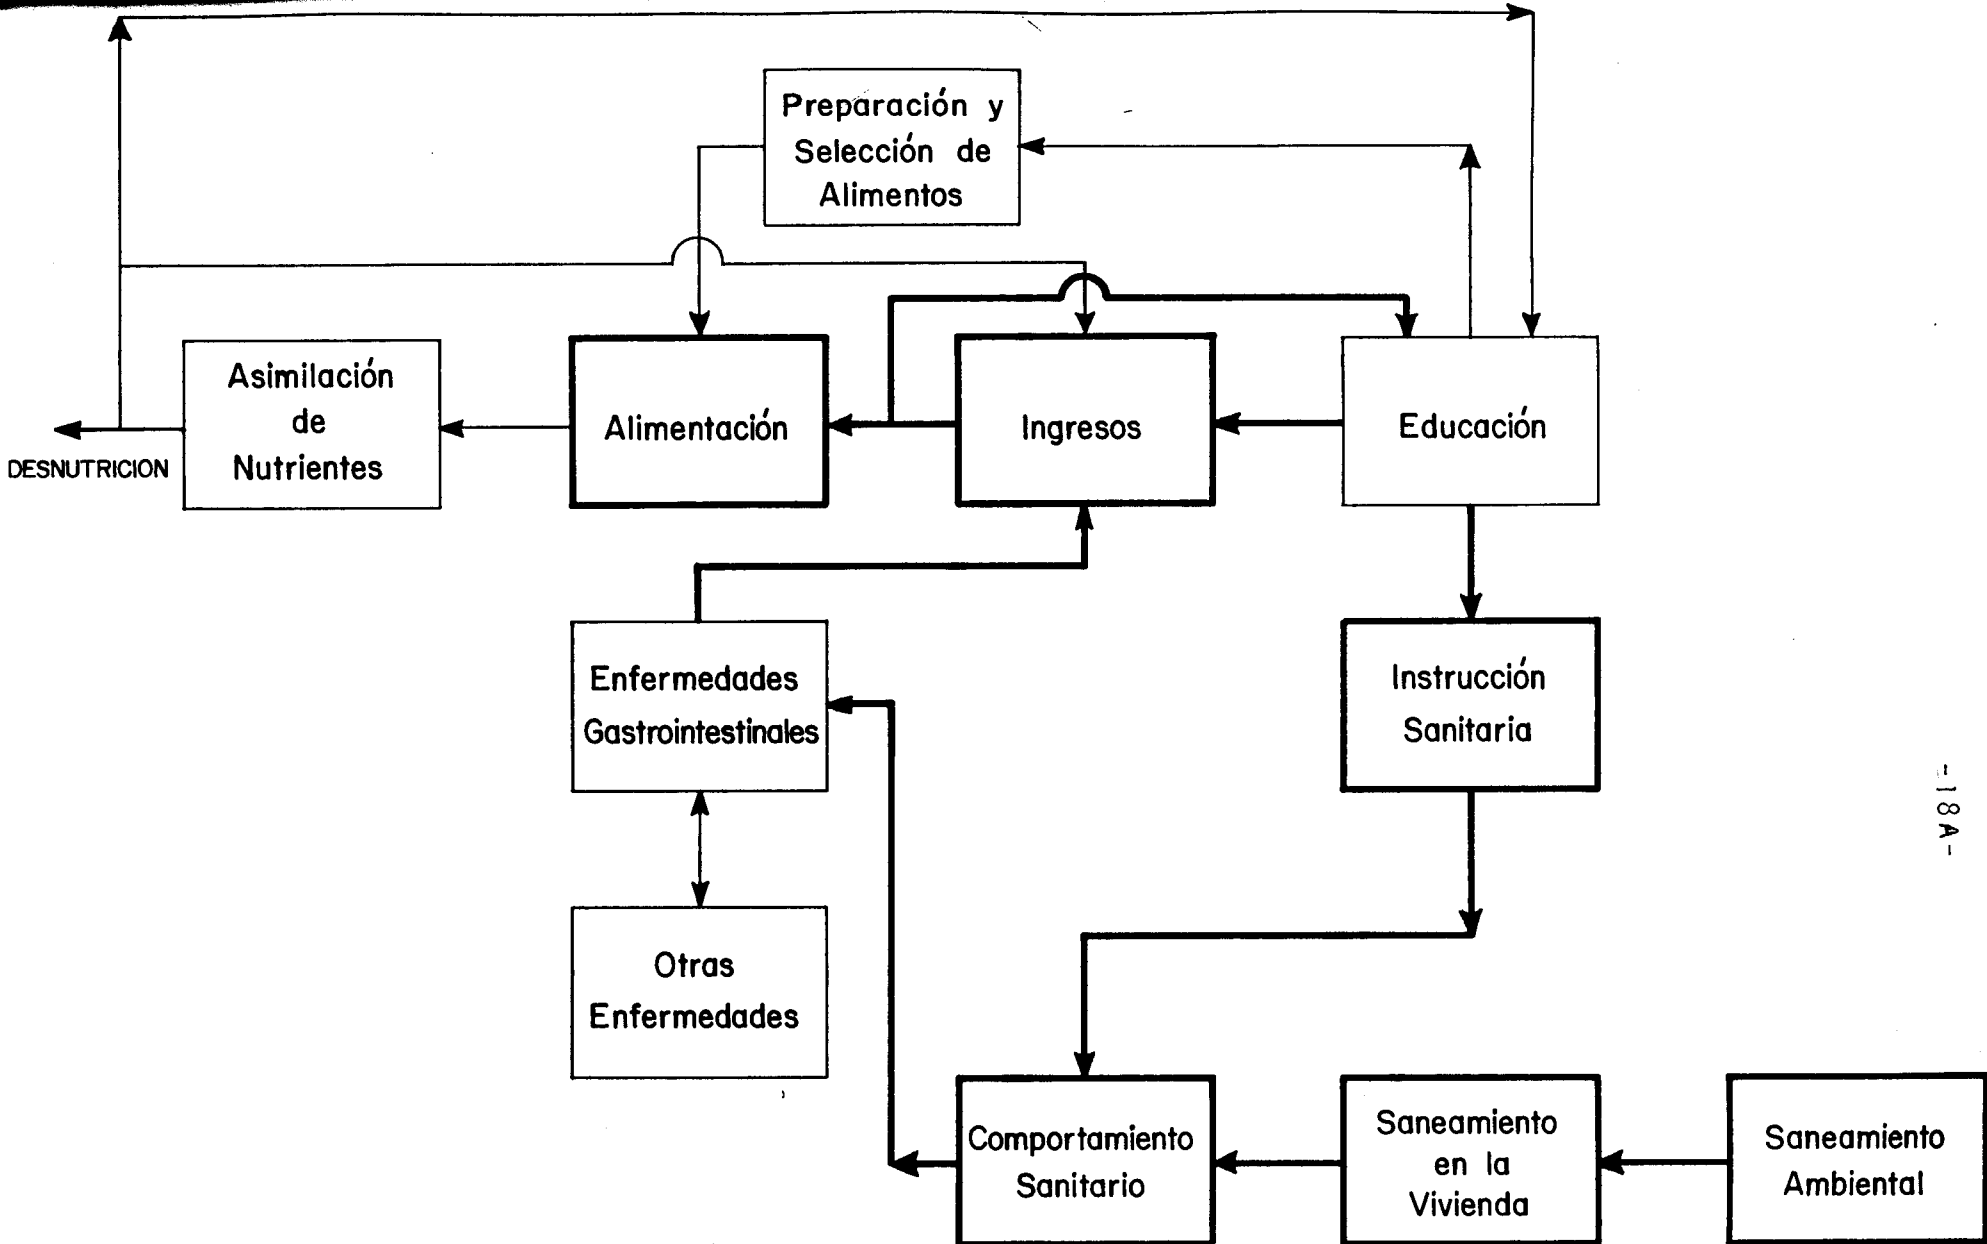 Preparación y
Selección de
Alimentos
Asimilación
de
Nutrientes
Alimentación
Ingresos
Educación
DESNUTRICION
Enfermedades
Gastrointestinales
Instrucción
Sanitaria
Otras
Enfermedades
Comportamiento
Sanitario
Saneamiento
en la
Vivienda
Saneamiento
Ambiental
-18A-